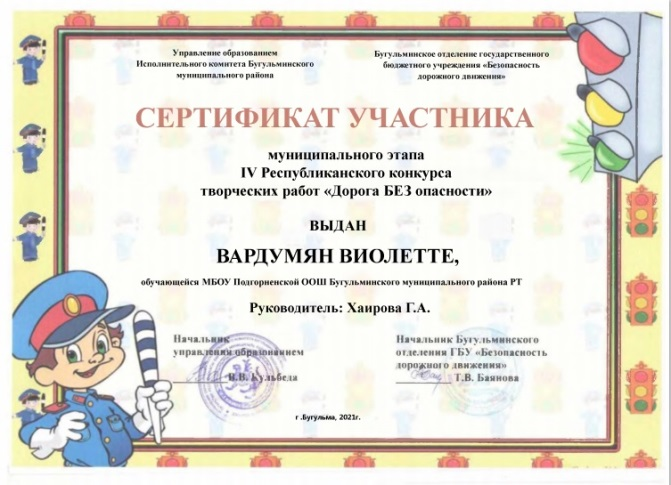 Управление образованием
Исполнительного комитета Бугульминского
муниципального района
Бугульминское отделение государственного
бюджетного учреждения «Безопасность
дорожного движения»
СЕРТИФИКАТ УЧАСТНИКА
муниципального этапа
IV Республиканского конкурса
творческих работ «Дорога БЕЗ опасности»
ВЫДАН
ВАРДУМЯН ВИОЛЕТТЕ,
обучающейся МБОУ Подгорненской ООШ Бугульминского муниципального района РТ
Руководитель: Хаирова Г.А.
Начальник
управления образованием
В.В. Кульбеда
Начальник Бугульминского
отделения ГБУ «Безопасность
дорожного движения»
Т.В. Баянова
г .Бугульма, 2021г.